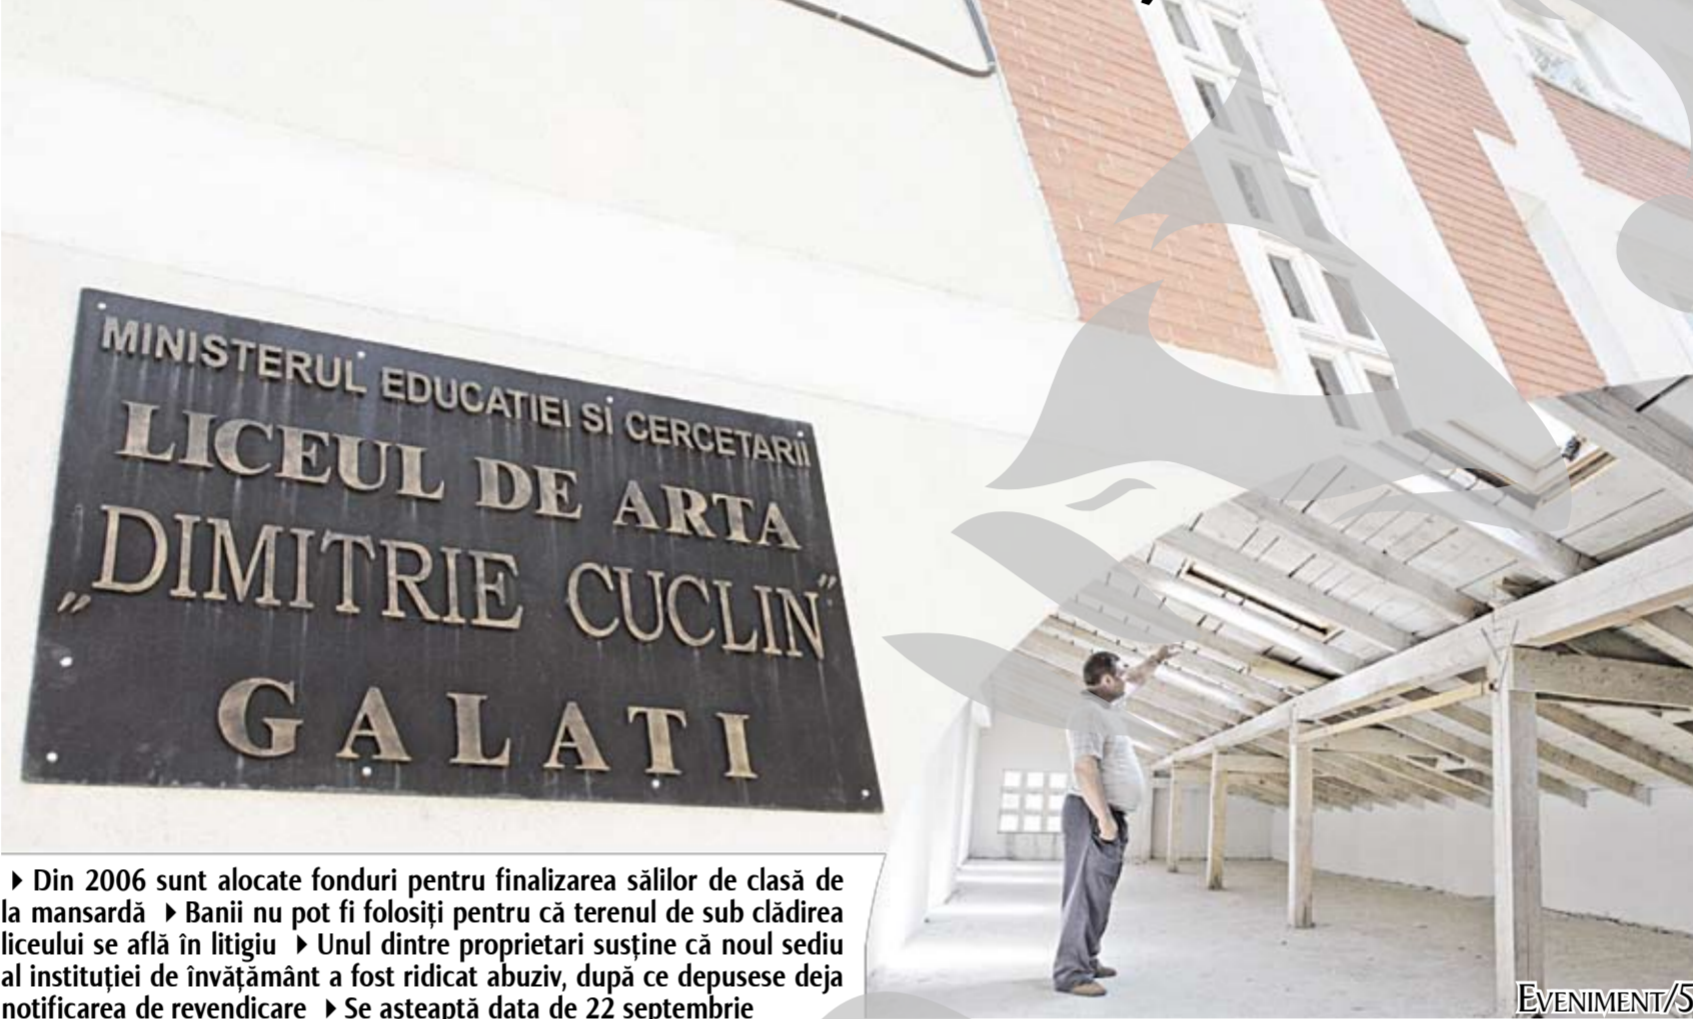 MINISTERUL EDUCATIEI SI CERCETARII
LICEUL DE ARTA
„DIMITRIE CUCLIN”
GALATI
▶ Din 2006 sunt alocate fonduri pentru finalizarea sălilor de clasă de
la mansardă ▶ Banii nu pot fi folosiți pentru că terenul de sub clădirea
liceului se află în litigiu ▶ Unul dintre proprietari susține că noul sediu
al instituției de învățământ a fost ridicat abuziv, după ce depusese deja
notificarea de revendicare ▶ Se așteaptă data de 22 septembrie
EVENIMENT/5